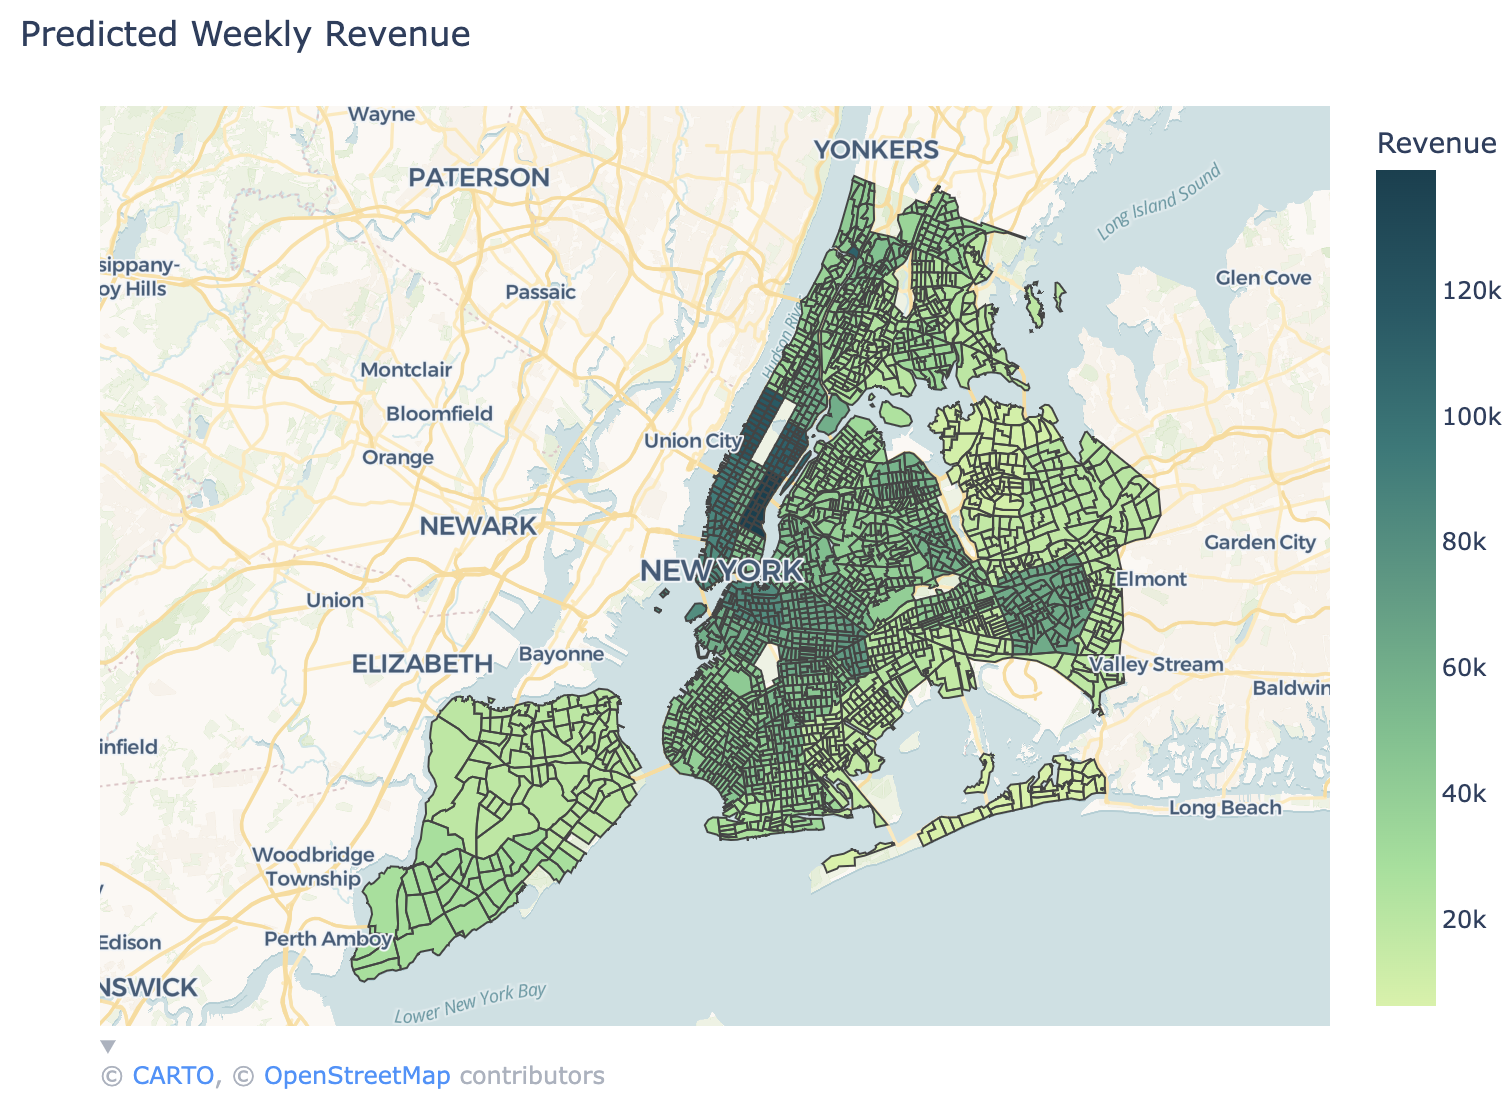 Predicted Weekly Revenue
Wayne
YONKERS
PATERSON
Long Island Sound
sippany-
oy Hills
Glen Cove
Passaic
Hudson Rive
Montclair
Bloomfield
Union City
Orange
NEWARK
Garden City
NEW YORK
Elmont
Union
ELIZABETH
Bayonne
Valley Stream
Baldwin
infield
Long Beach
Woodbridge
Township
Perth Amboy
Edison
NSWICK
Lower New York Bay
Revenue
120k
100k
80k
60k
40k
20k
© CARTO, © OpenStreetMap contributors